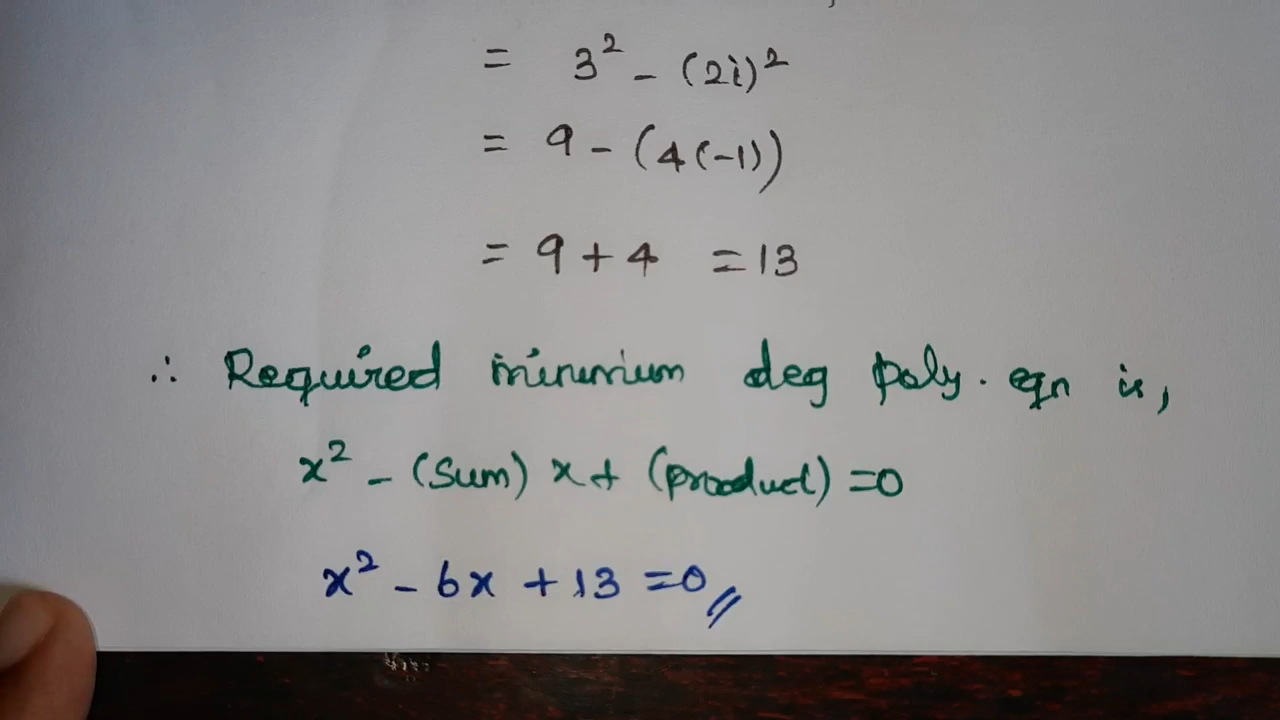 = 3² - (2i)²
= 9 - (4(-1))
= 9 + 4 = 13
∴ Required minimum deg poly. eqn is,
x² - (Sum) x + (product) = 0
x² - 6x + 13 = 0 //